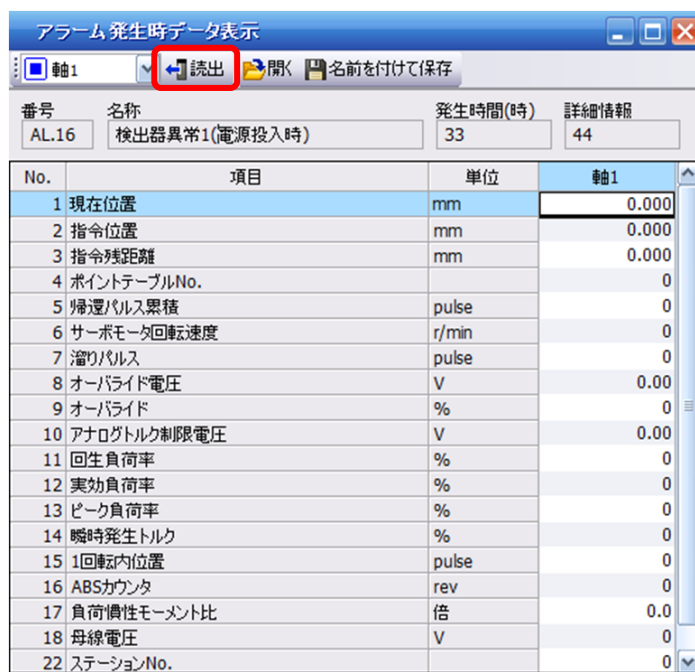 アラーム発生時データ表示
軸1 読出 開く 名前を付けて保存
番号 名称 発生時間(時) 詳細情報
AL.16 検出器異常1(電源投入時) 33 44
No. 項目 単位 軸1
1 現在位置 mm 0.000
2 指令位置 mm 0.000
3 指令残距離 mm 0.000
4 ポイントテーブルNo. 0
5 帰還パルス累積 pulse 0
6 サーボモータ回転速度 r/min 0
7 溜りパルス pulse 0
8 オーバライド電圧 V 0.00
9 オーバライド % 0
10 アナログトルク制限電圧 V 0.00
11 回生負荷率 % 0
12 実効負荷率 % 0
13 ピーク負荷率 % 0
14 瞬時発生トルク % 0
15 1回転内位置 pulse 0
16 ABSカウンタ rev 0
17 負荷慣性モーメント比 倍 0.0
18 母線電圧 V 0
22 ステーションNo. 0